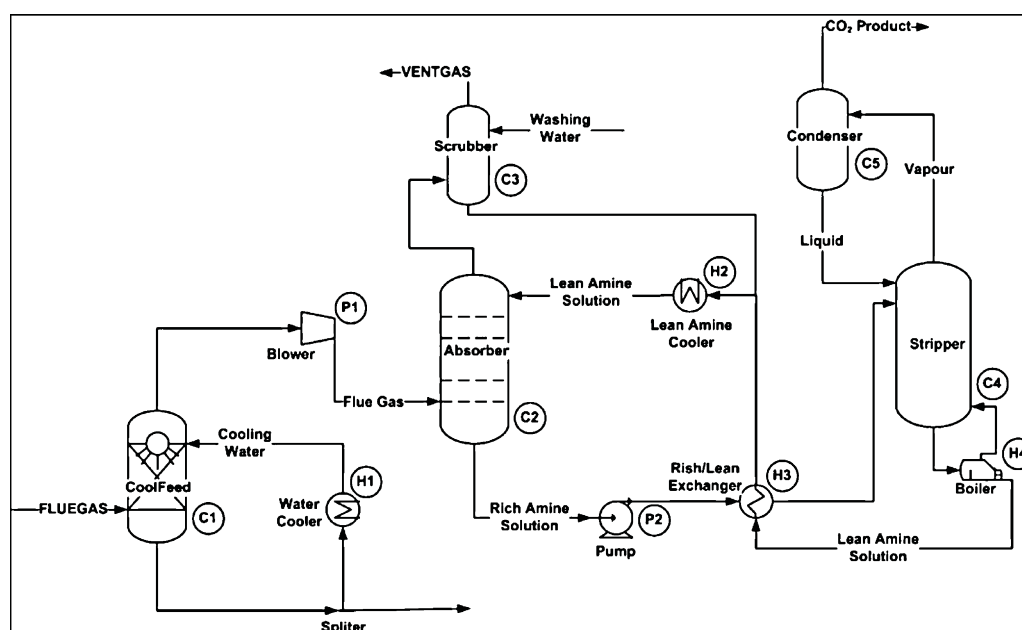 CO₂ Product
VENTGAS
Washing
Water
Scrubber
C3
Condenser
C5
Vapour
Liquid
H2
Lean Amine
Solution
Lean Amine
Cooler
P1
Blower
Absorber
Stripper
Flue Gas
C2
C4
Cooling
Water
CoolFeed
H1
Water
Cooler
Rish/Lean
Exchanger
H3
H4
Boiler
FLUEGAS
C1
Rich Amine
Solution
P2
Pump
Lean Amine
Solution
Spliter